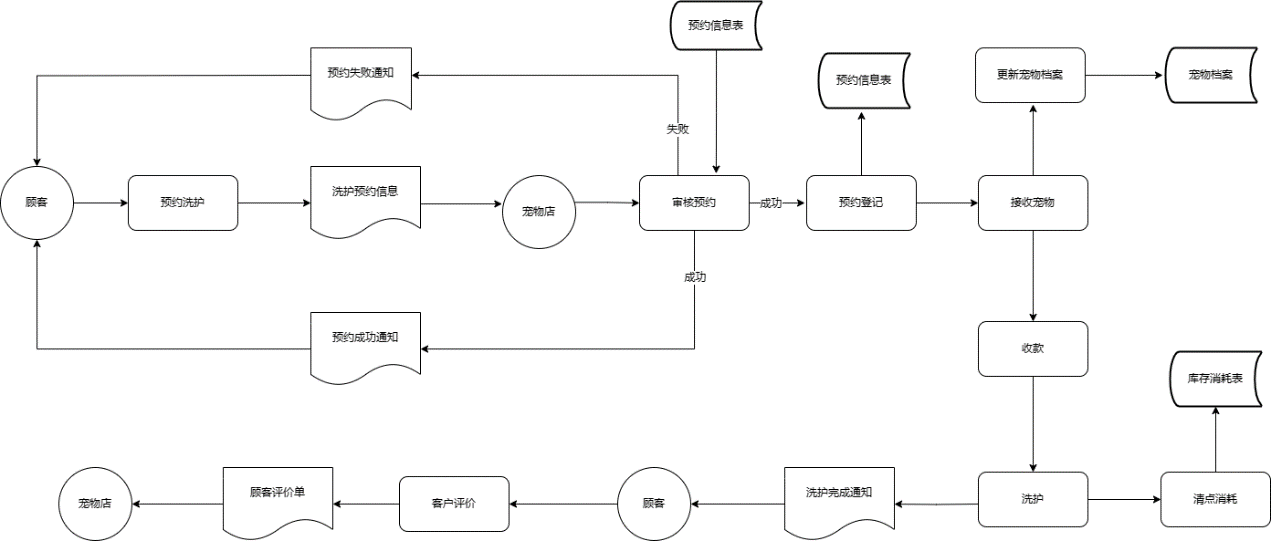 预约信息表
预约失败通知
预约信息表
更新宠物档案
宠物档案
失败
顾客
预约洗护
洗护预约信息
宠物店
审核预约
成功
预约登记
接收宠物
成功
预约成功通知
收款
库存消耗表
宠物店
顾客评价单
客户评价
顾客
洗护完成通知
洗护
清点消耗